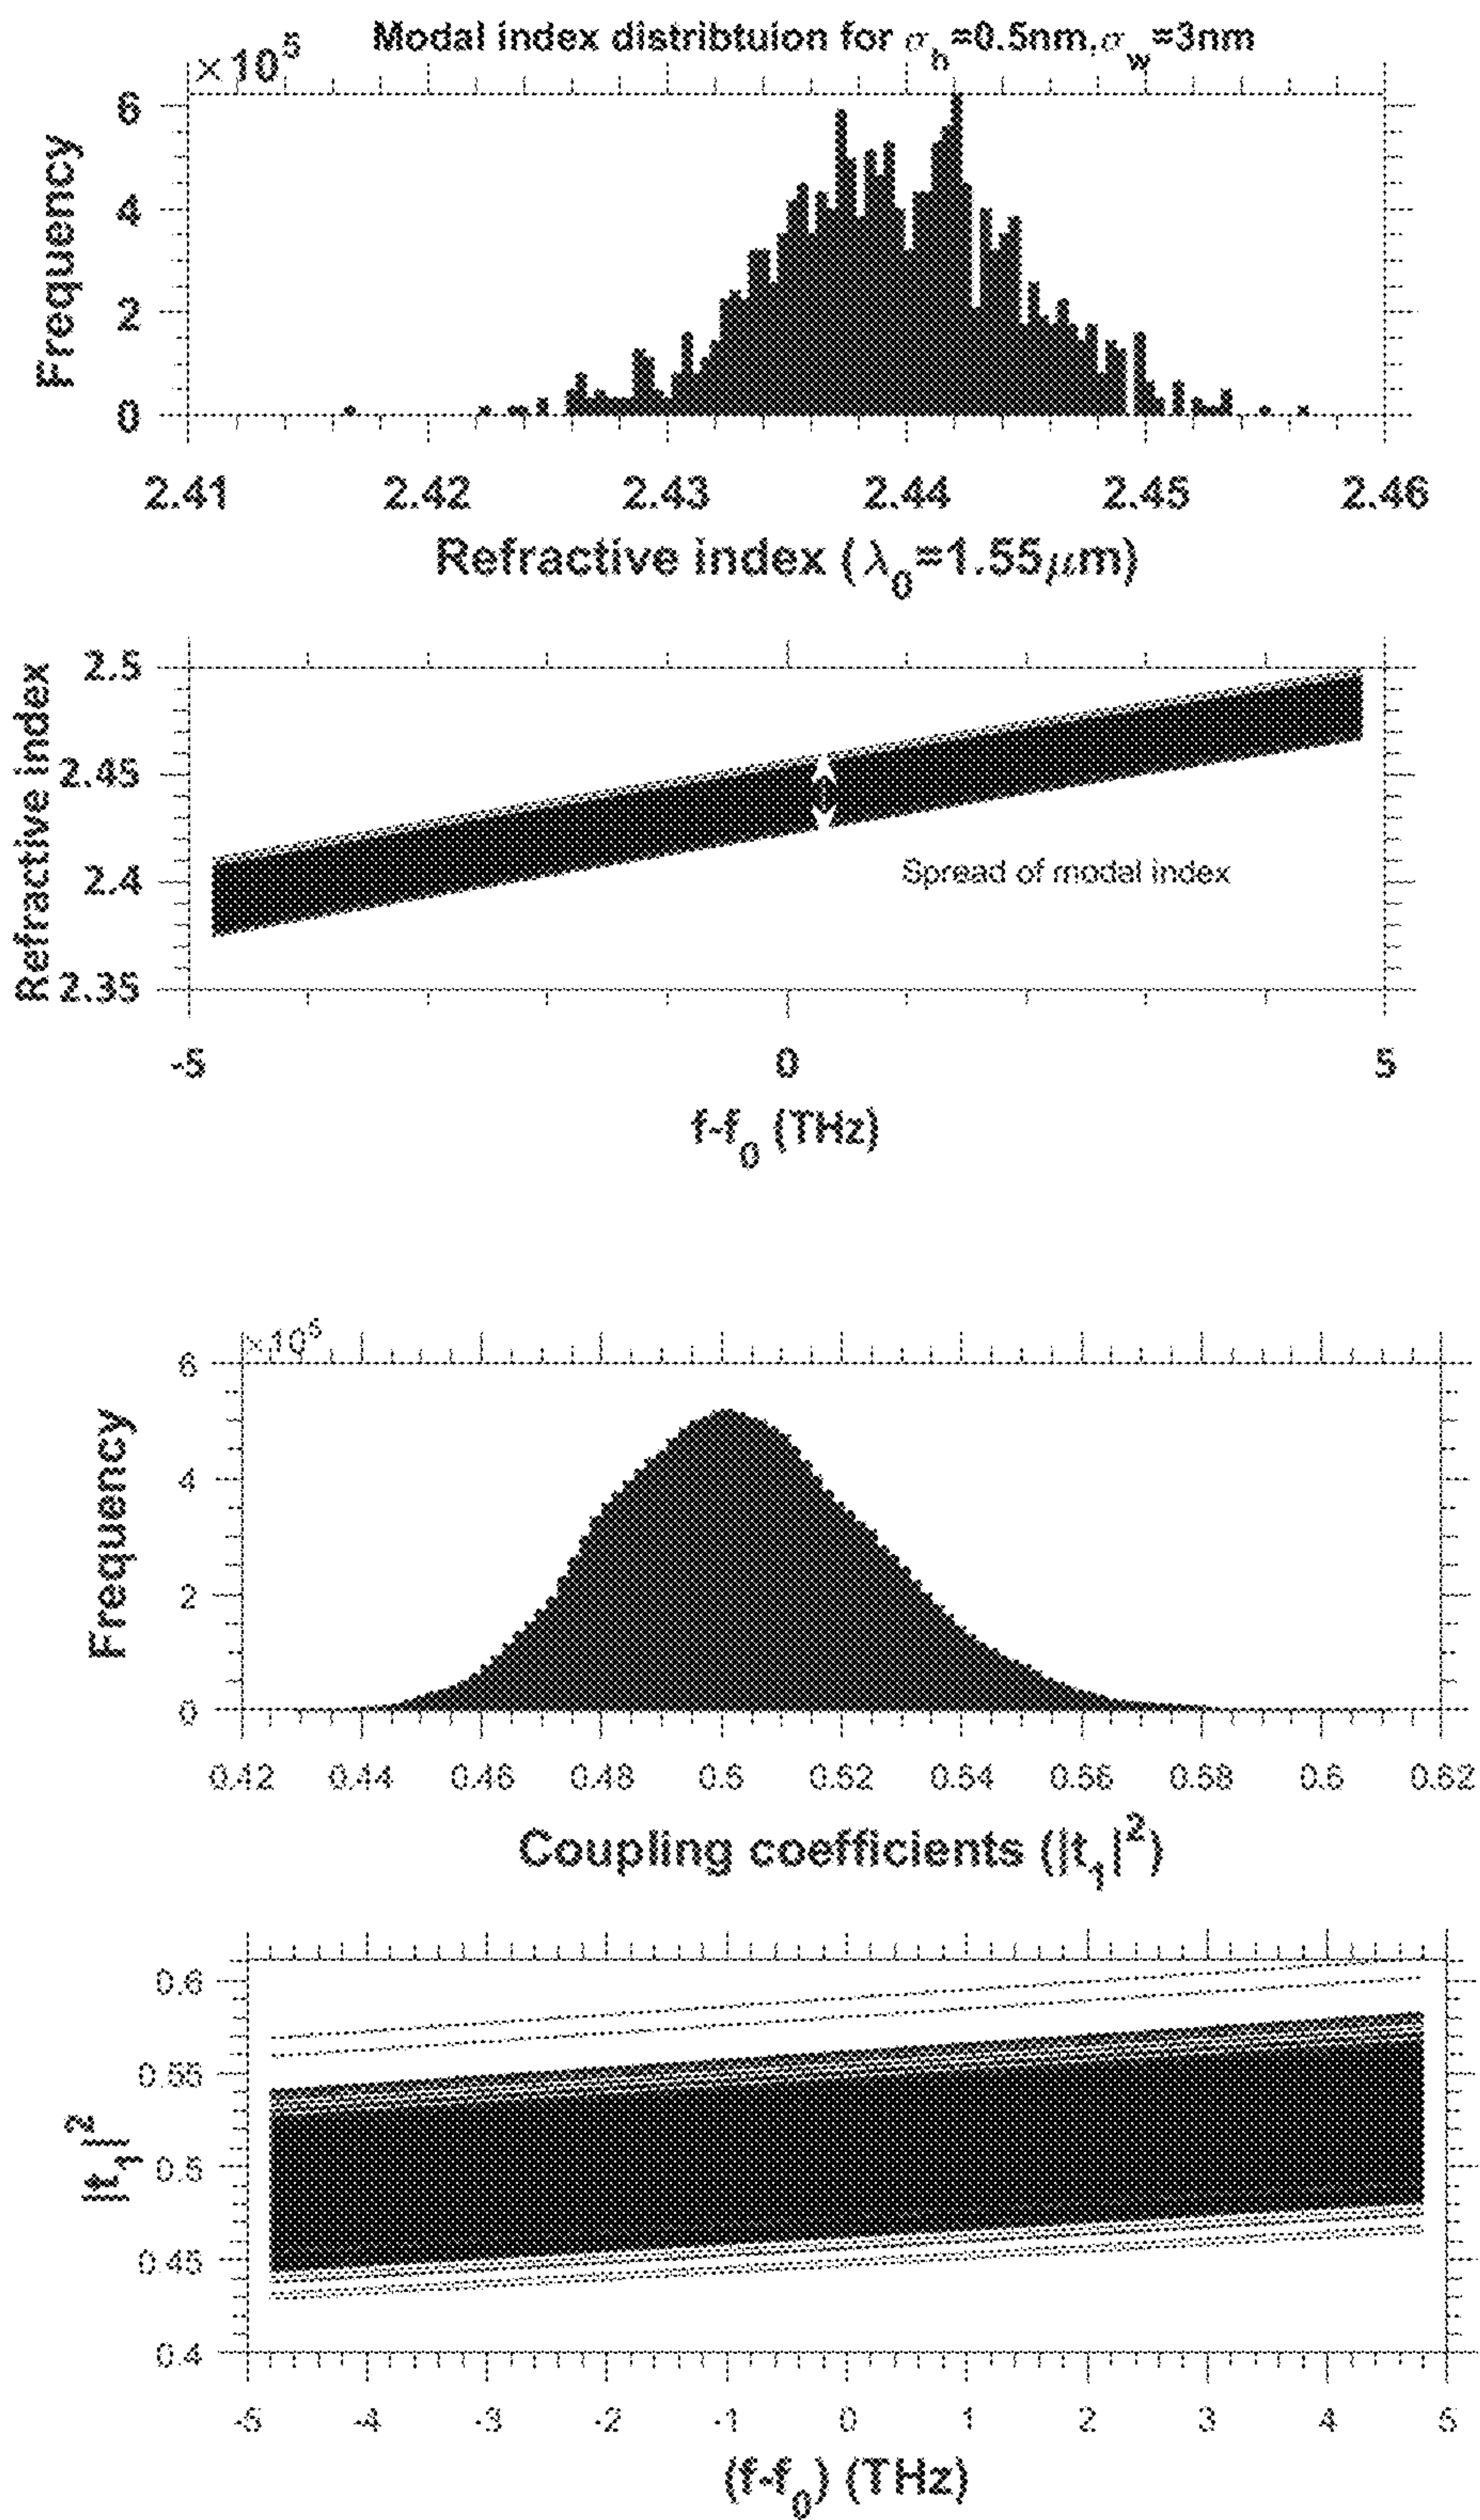 Modal index distribtuion for σh=0.5nm,σw=3nm
×10⁵
Frequency
6
4
2
0
2.41 2.42 2.43 2.44 2.45 2.46
Refractive index (λ0=1.55μm)
Refractive index
2.5
2.45
2.4
2.35
Spread of modal index
-5 0 5
f-f0 (THz)
×10⁵
Frequency
6
4
2
0
0.42 0.44 0.46 0.48 0.5 0.52 0.54 0.56 0.58 0.6 0.62
Coupling coefficients (|t1|²)
|t1|²
0.6
0.55
0.5
0.45
0.4
-5 -4 -3 -2 -1 0 1 2 3 4 5
(f-f0) (THz)